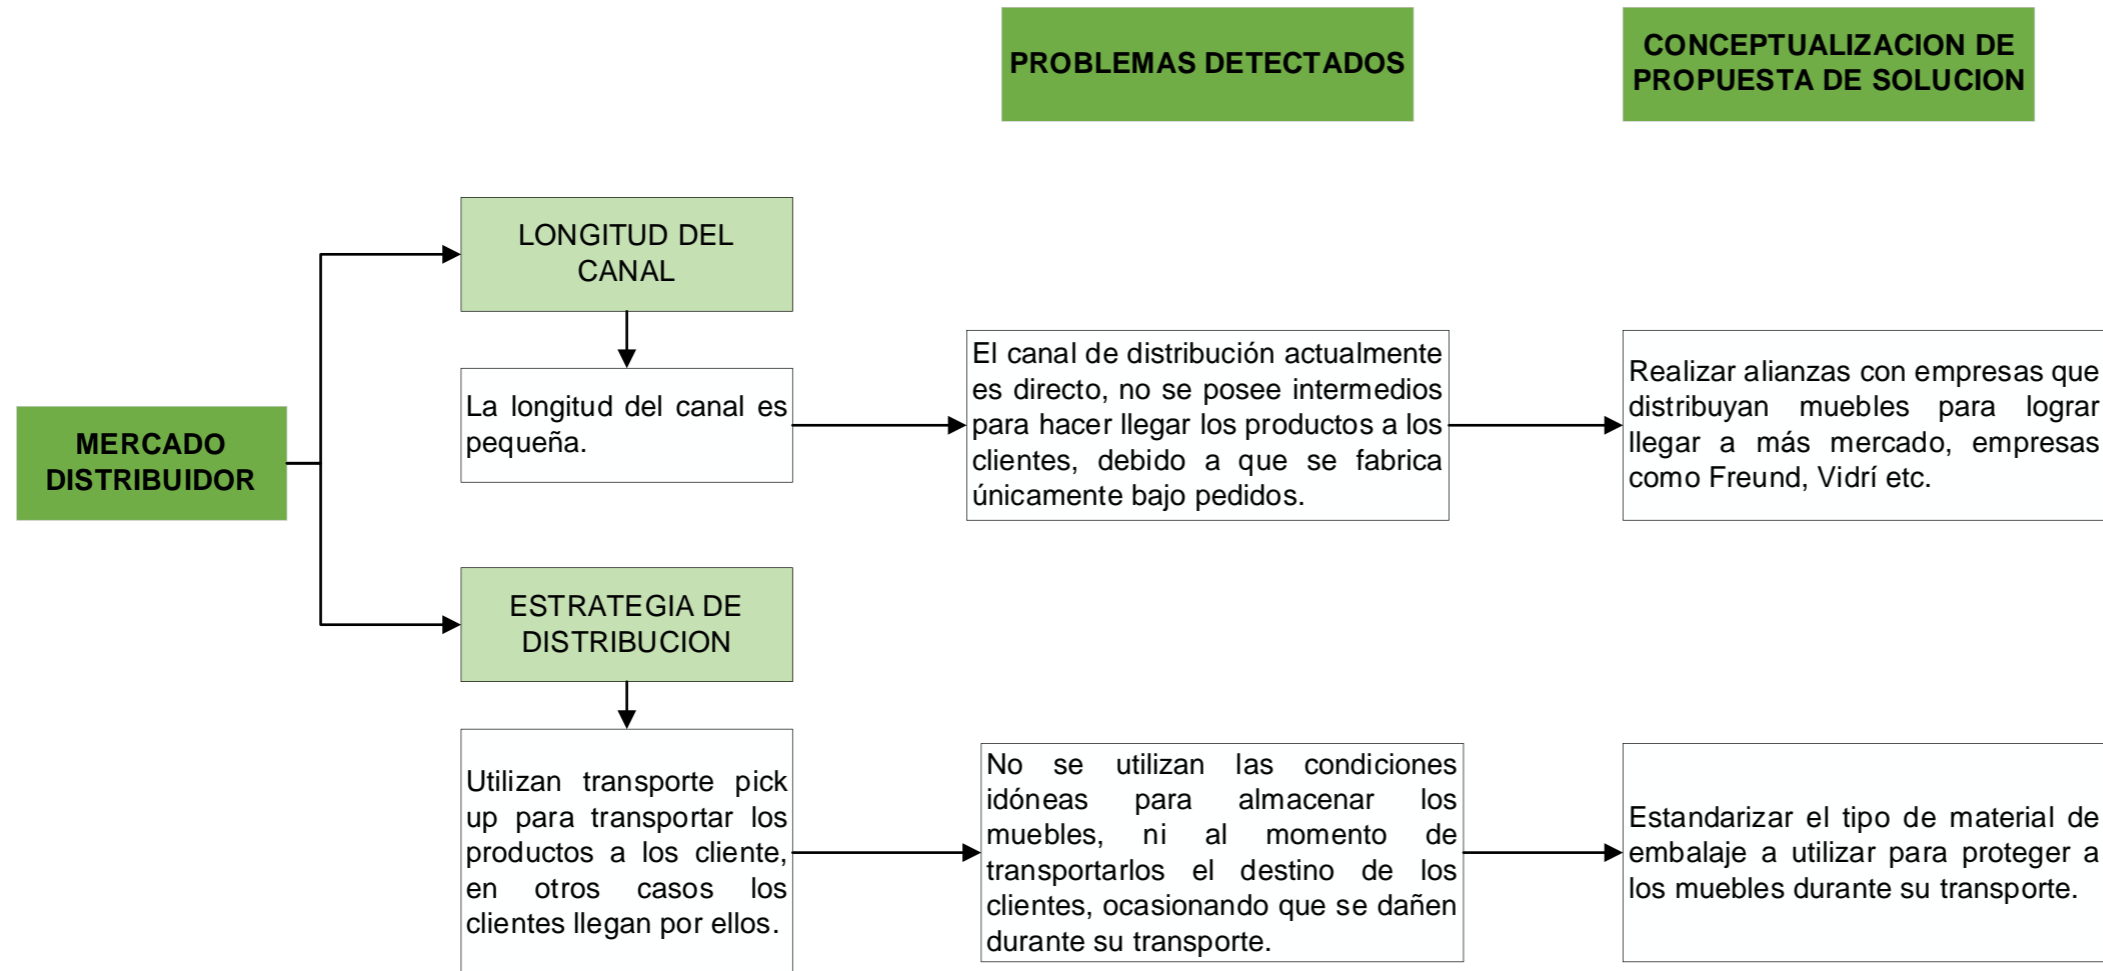 PROBLEMAS DETECTADOS
CONCEPTUALIZACION DE
PROPUESTA DE SOLUCION
MERCADO
DISTRIBUIDOR
LONGITUD DEL
CANAL
La longitud del canal es
pequeña.
El canal de distribución actualmente
es directo, no se posee intermedios
para hacer llegar los productos a los
clientes, debido a que se fabrica
únicamente bajo pedidos.
Realizar alianzas con empresas que
distribuyan muebles para lograr
llegar a más mercado, empresas
como Freund, Vidrí etc.
ESTRATEGIA DE
DISTRIBUCION
Utilizan transporte pick
up para transportar los
productos a los cliente,
en otros casos los
clientes llegan por ellos.
No se utilizan las condiciones
idóneas para almacenar los
muebles, ni al momento de
transportarlos el destino de los
clientes, ocasionando que se dañen
durante su transporte.
Estandarizar el tipo de material de
embalaje a utilizar para proteger a
los muebles durante su transporte.